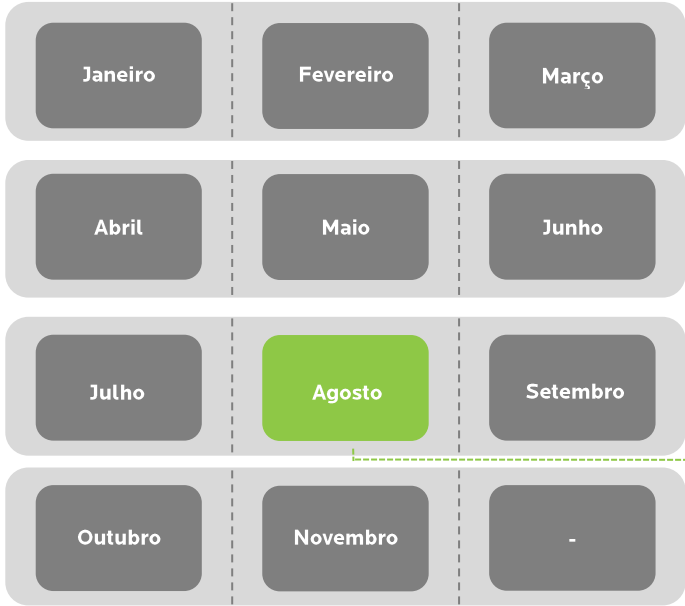 Janeiro
Fevereiro
Março
Abril
Maio
Junho
Julho
Agosto
Setembro
Outubro
Novembro
-